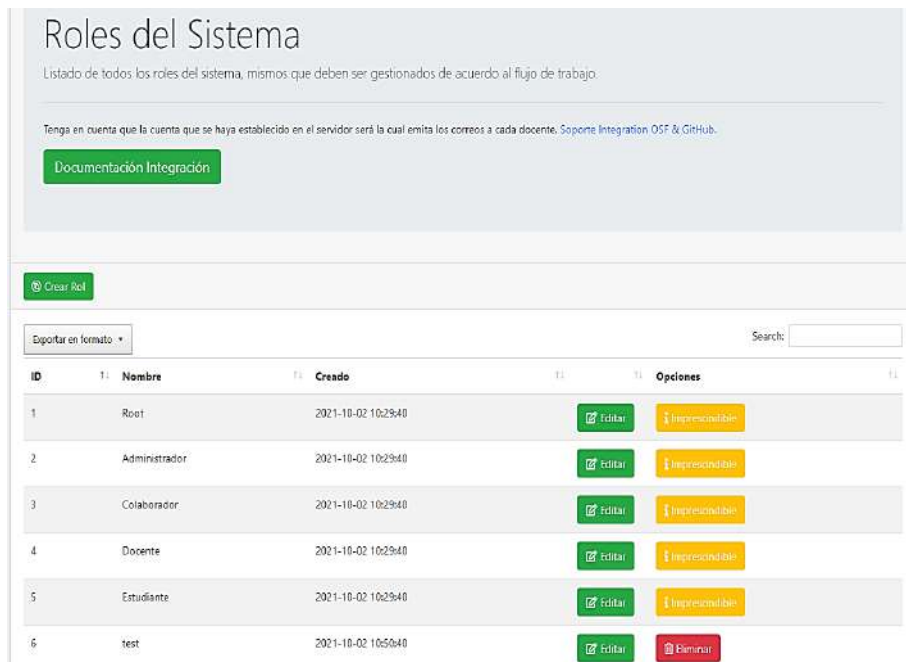 Roles del Sistema
Listado de todos los roles del sistema, mismos que deben ser gestionados de acuerdo al flujo de trabajo.
Tenga en cuenta que la cuenta que se haya establecido en el servidor será la cual emita los correos a cada docente. Soporte Integration OSF & GitHub.
Documentación Integración
Crear Rol
Exportar en formato
Search:
ID Nombre Creado Opciones
1 Root 2021-10-02 10:29:40 Editar Imprescindible
2 Administrador 2021-10-02 10:29:40 Editar Imprescindible
3 Colaborador 2021-10-02 10:29:40 Editar Imprescindible
4 Docente 2021-10-02 10:29:40 Editar Imprescindible
5 Estudiante 2021-10-02 10:29:40 Editar Imprescindible
6 test 2021-10-02 10:50:40 Editar Eliminar